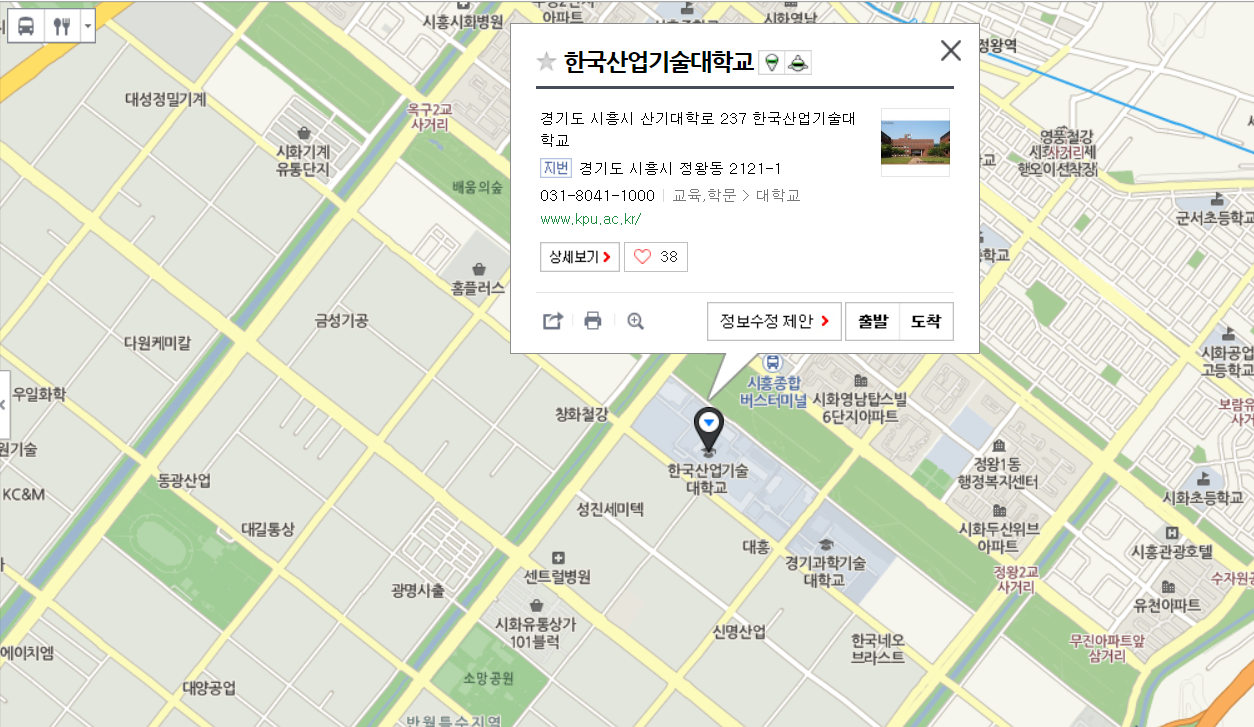 한국산업기술대학교
경기도 시흥시 산기대학로 237 한국산업기술대
학교
지번 경기도 시흥시 정왕동 2121-1
031-8041-1000 교육,학문 > 대학교
www.kpu.ac.kr/
상세보기
38
정보수정 제안
출발
도착
시흥시화병원
아파트
시화영남
정왕역
대성정밀기계
옥구2교
사거리
시화기계
유통단지
배움의숲
영풍철강
군서초등학교
홈플러스
금성기공
다원케미칼
시화공업
고등학교
우일화학
창화철강
시흥종합
버스터미널
시화영남탑스빌
6단지아파트
보람유
사거
원기술
KC&M
동광산업
한국산업기술
대학교
정왕1동
행정복지센터
시화초등학교
대길통상
성진세미텍
시화두산위브
아파트
대흥
시흥관광호텔
경기과학기술
대학교
센트럴병원
정왕2교
사거리
수자원공
광명시출
유천아파트
시화유통상가
101블럭
신명산업
한국네오
브라스트
무진아파트앞
삼거리
에이치엠
대양공업
소망공원
반월특수지역